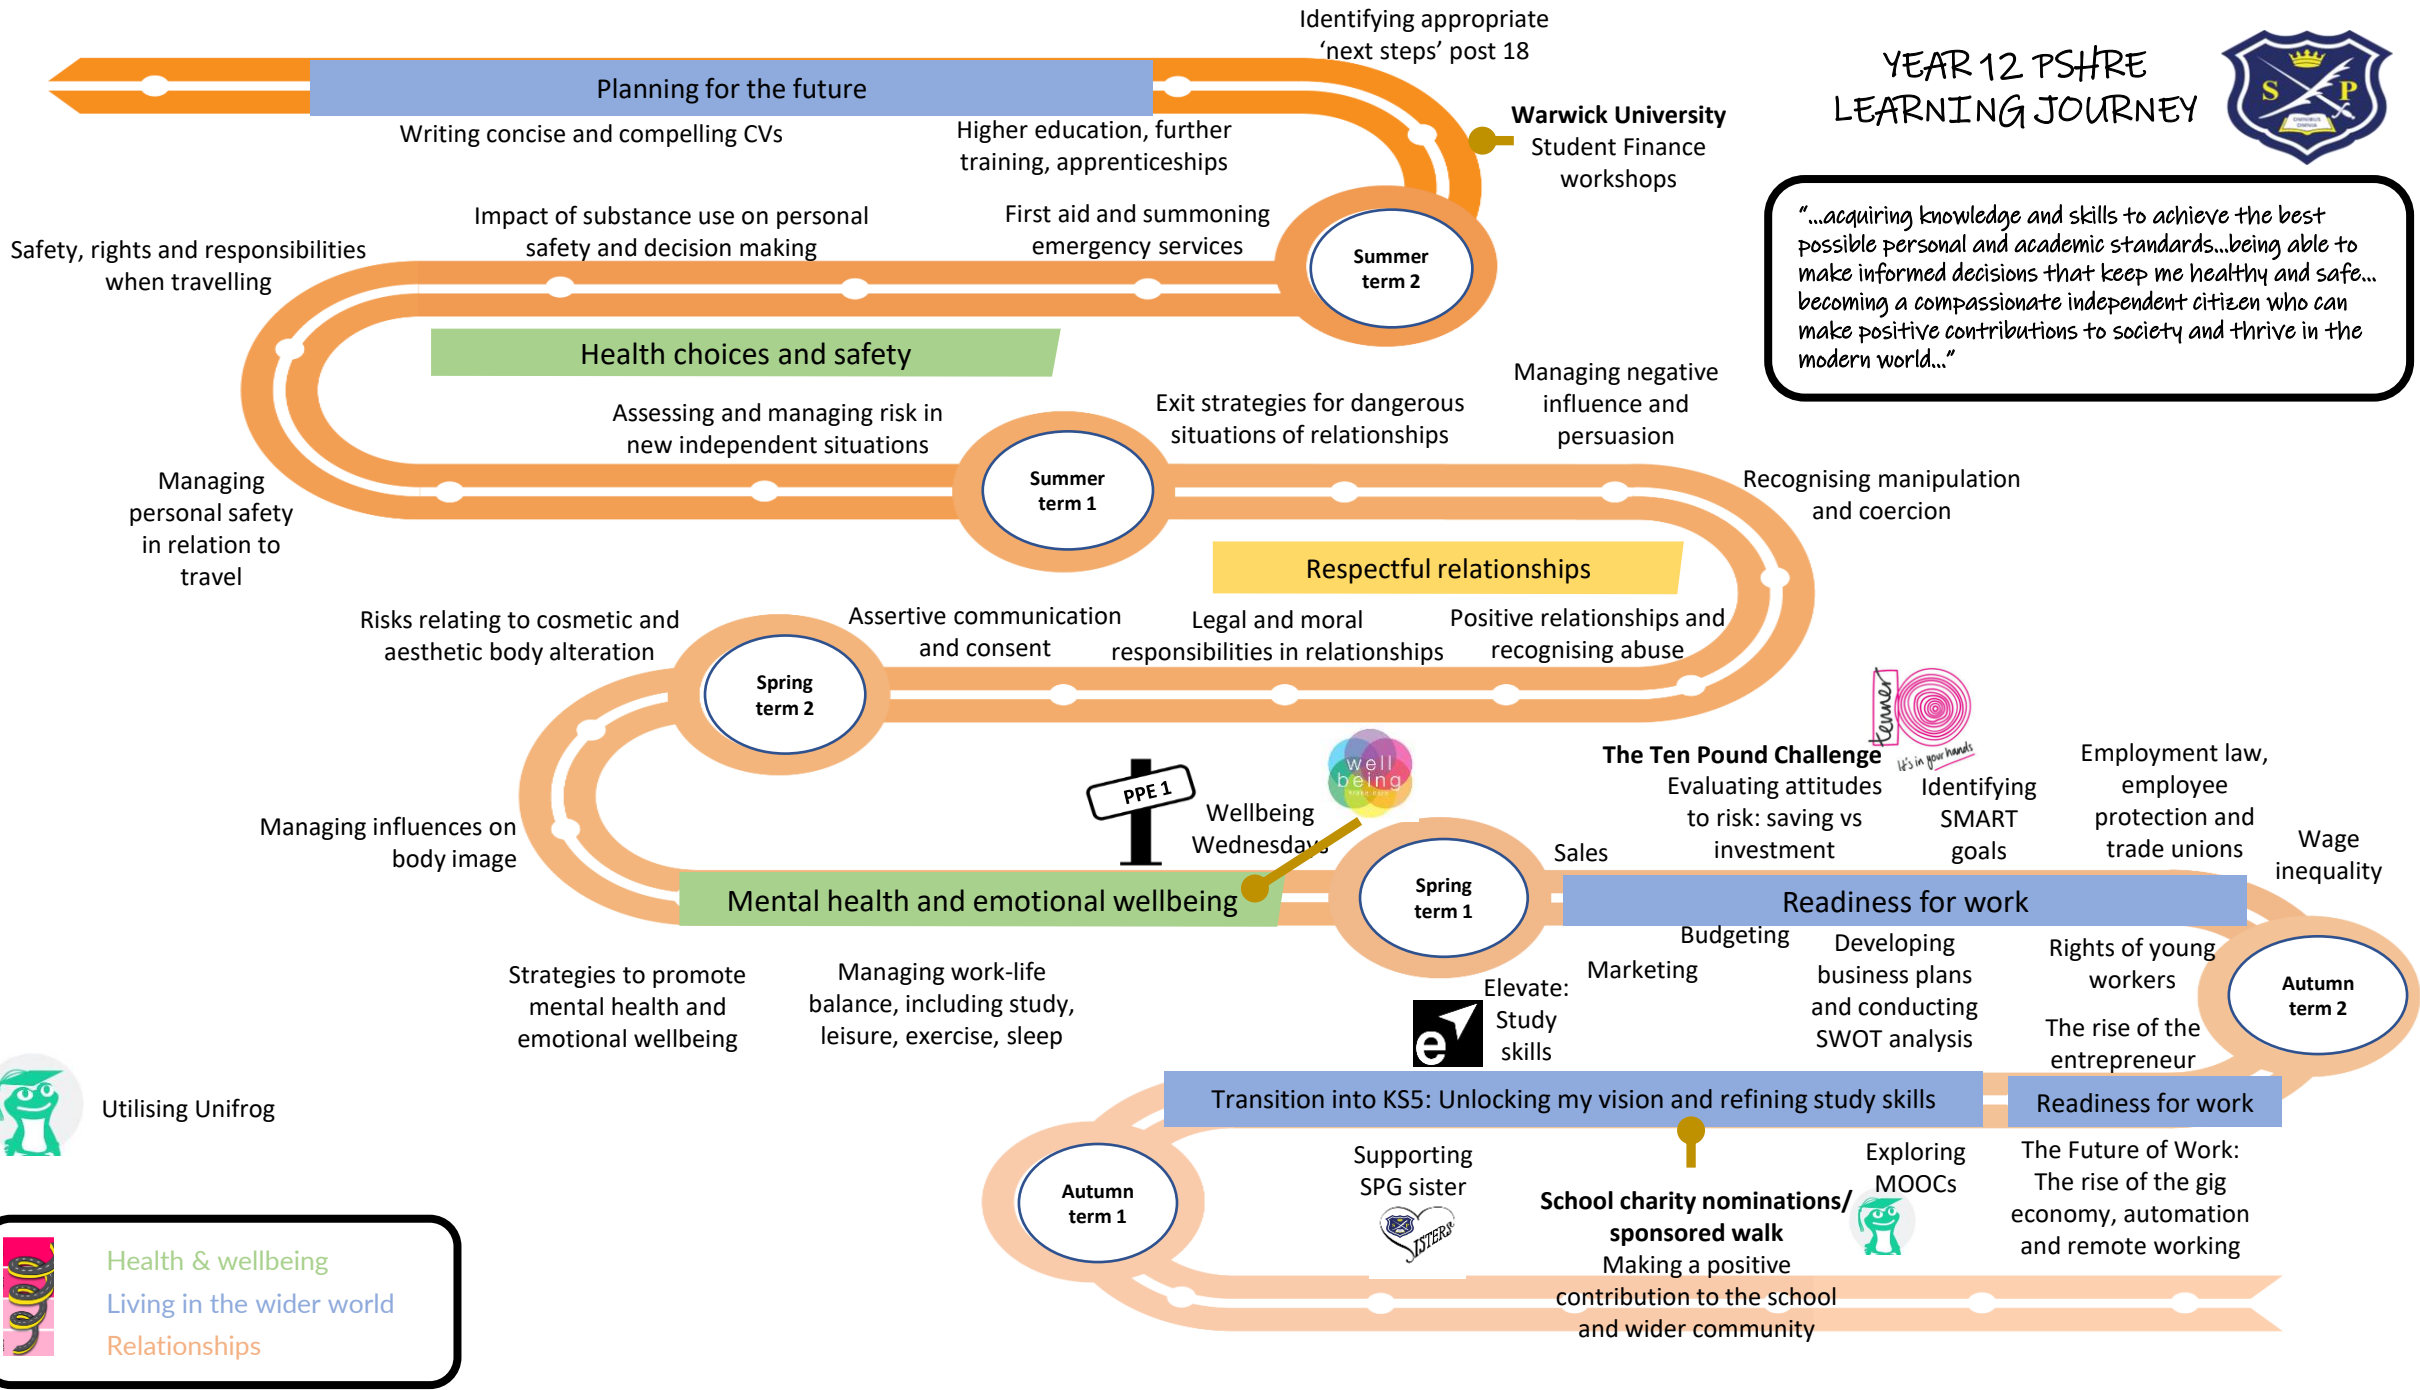 Identifying appropriate
‘next steps’ post 18
YEAR 12 PSHRE
LEARNING JOURNEY
S P
OMNIBUS
OMNIA
Planning for the future
Warwick University
Student Finance
workshops
Writing concise and compelling CVs
Higher education, further
training, apprenticeships
"...acquiring knowledge and skills to achieve the best
possible personal and academic standards...being able to
make informed decisions that keep me healthy and safe...
becoming a compassionate independent citizen who can
make positive contributions to society and thrive in the
modern world..."
Safety, rights and responsibilities
when travelling
Impact of substance use on personal
safety and decision making
First aid and summoning
emergency services
Summer
term 2
Health choices and safety
Assessing and managing risk in
new independent situations
Summer
term 1
Exit strategies for dangerous
situations of relationships
Managing negative
influence and
persuasion
Recognising manipulation
and coercion
Managing
personal safety
in relation to
travel
Respectful relationships
Risks relating to cosmetic and
aesthetic body alteration
Spring
term 2
Assertive communication
and consent
Legal and moral
responsibilities in relationships
Positive relationships and
recognising abuse
tenner
It's in your hands
PPE 1
Wellbeing
Wednesdays
well
being
The Ten Pound Challenge
Evaluating attitudes
to risk: saving vs
investment
Identifying
SMART
goals
Employment law,
employee
protection and
trade unions
Wage
inequality
Managing influences on
body image
Sales
Mental health and emotional wellbeing
Spring
term 1
Readiness for work
Budgeting
Marketing
Developing
business plans
and conducting
SWOT analysis
Rights of young
workers
The rise of the
entrepreneur
Autumn
term 2
Strategies to promote
mental health and
emotional wellbeing
Managing work-life
balance, including study,
leisure, exercise, sleep
e
Elevate:
Study
skills
Utilising Unifrog
Transition into KS5: Unlocking my vision and refining study skills
Readiness for work
Autumn
term 1
Supporting
SPG sister
SISTERS
School charity nominations/
sponsored walk
Making a positive
contribution to the school
and wider community
Exploring
MOOCs
The Future of Work:
The rise of the gig
economy, automation
and remote working
Health & wellbeing
Living in the wider world
Relationships